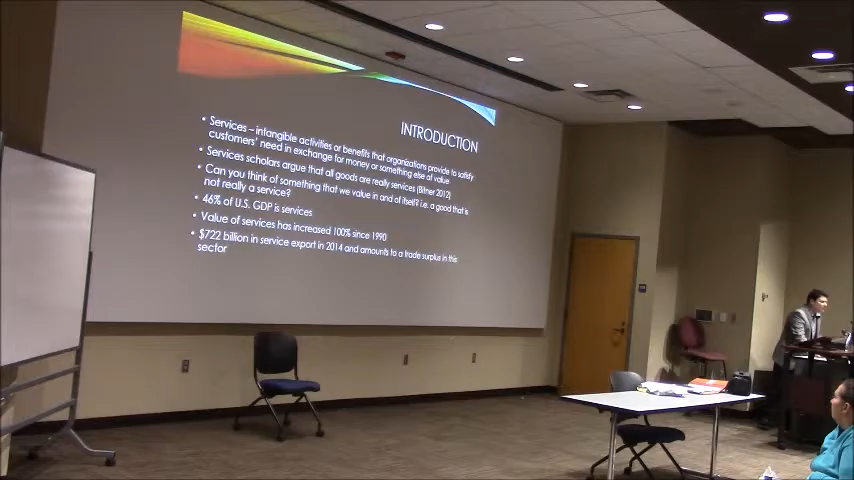 INTRODUCTION
• Services – intangible activities or benefits that organizations provide to satisfy
customers' need in exchange for money or something else of value
• Services scholars argue that all goods are really services (Bitner 2012)
• Can you think of something that we value in and of itself? i.e. a good that is
not really a service?
• 46% of U.S. GDP is services
• Value of services has increased 100% since 1990
• $722 billion in service export in 2014 and amounts to a trade surplus in this
sector